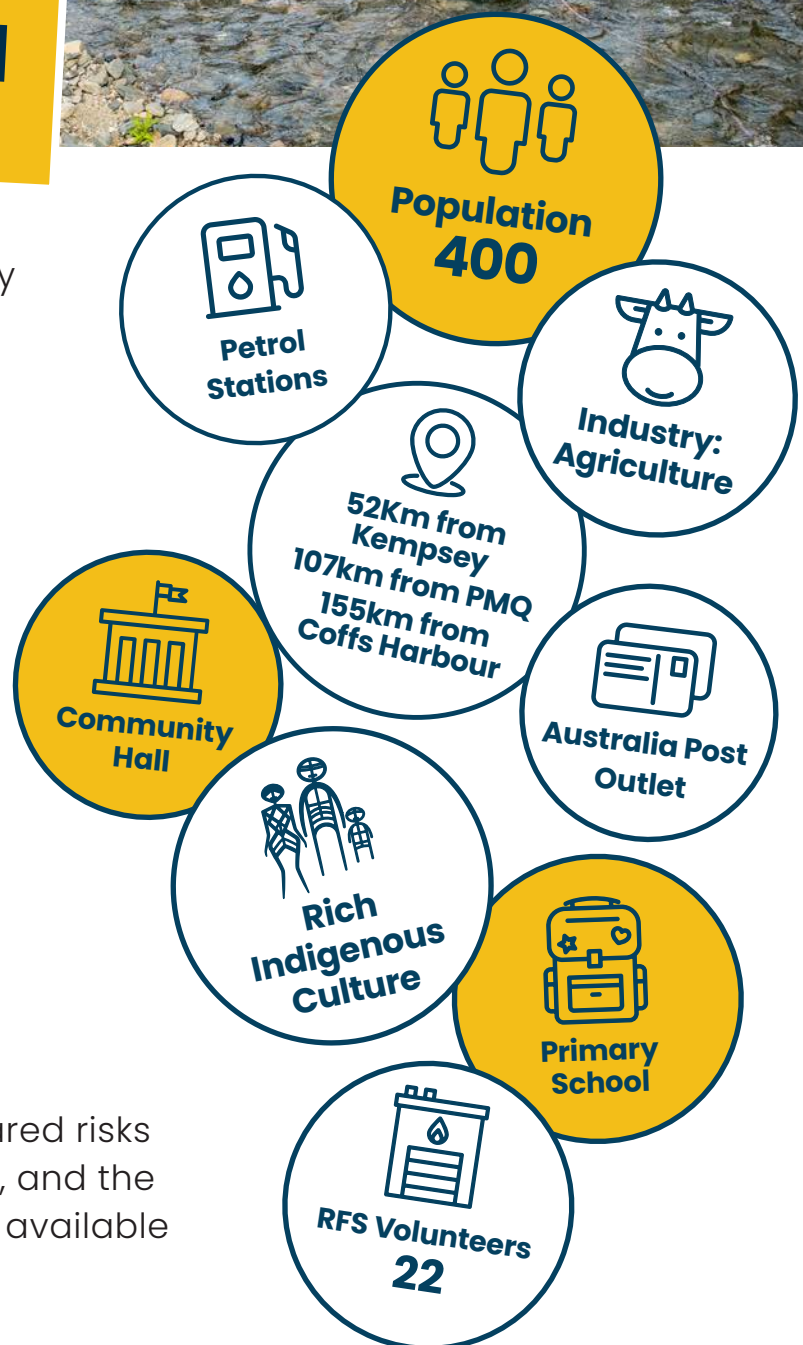 Population
400
Petrol
Stations
Industry:
Agriculture
52Km from
Kempsey
107km from PMQ
155km from
Coffs Harbour
Community
Hall
Australia Post
Outlet
Rich
Indigenous
Culture
Primary
School
risks
, and the
available
RFS Volunteers
22